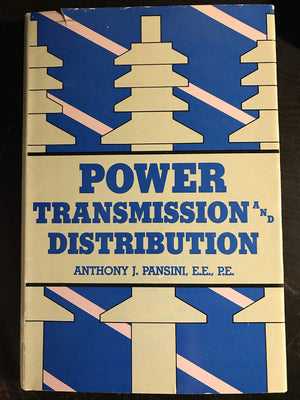 POWER
TRANSMISSION AND
DISTRIBUTION
ANTHONY J. PANSINI, E.E., P.E.